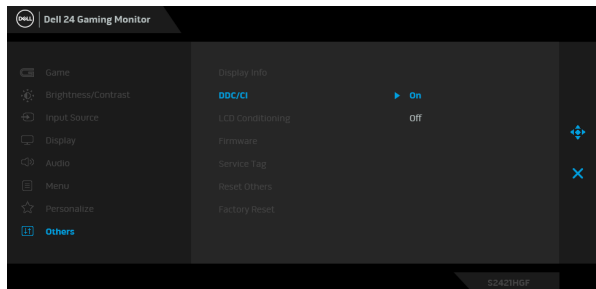 DELL Dell 24 Gaming Monitor
Game
Brightness/Contrast
Input Source
Display
Audio
Menu
Personalize
Others
Display Info
DDC/CI On
LCD Conditioning Off
Firmware
Service Tag
Reset Others
Factory Reset
S2421HGF